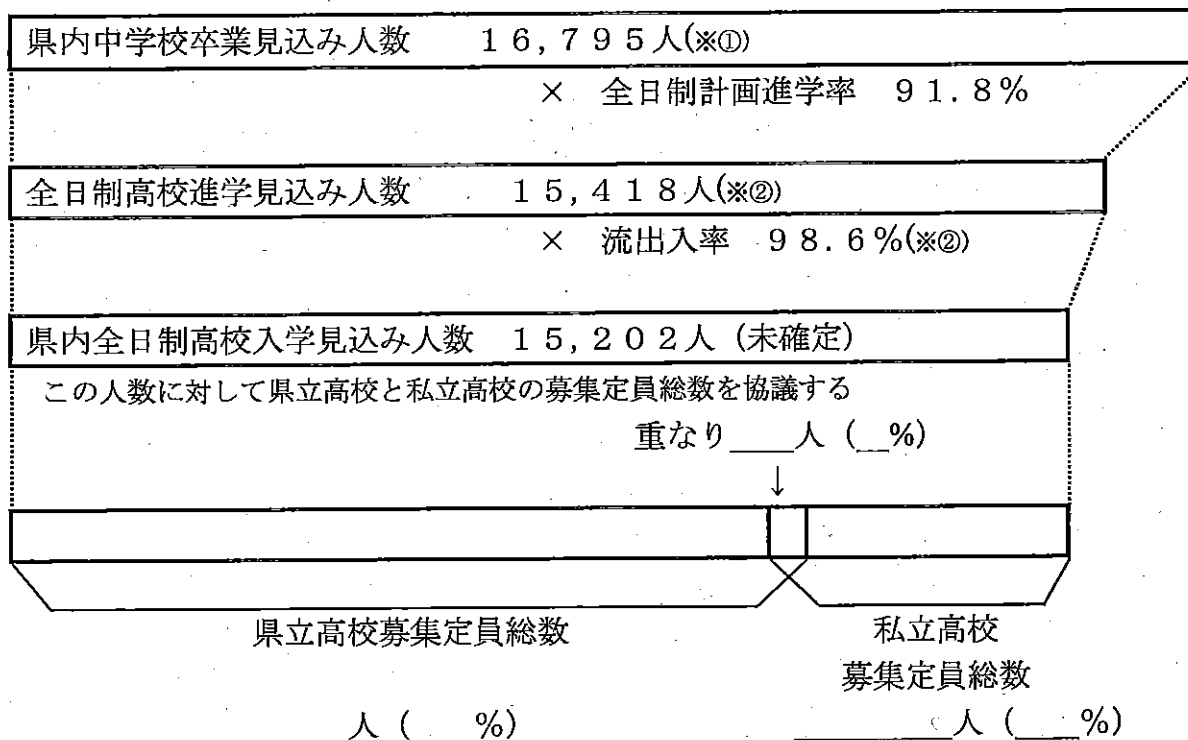 県内中学校卒業見込み人数　１６，７９５人(※①)
×　全日制計画進学率　９１．８％
全日制高校進学見込み人数　１５，４１８人(※②)
×　流出入率　９８．６％(※②)
県内全日制高校入学見込み人数　１５，２０２人（未確定）
この人数に対して県立高校と私立高校の募集定員総数を協議する
重なり____人（__％）
↓
県立高校募集定員総数　私立高校
募集定員総数
人（　％）　________人（___％）